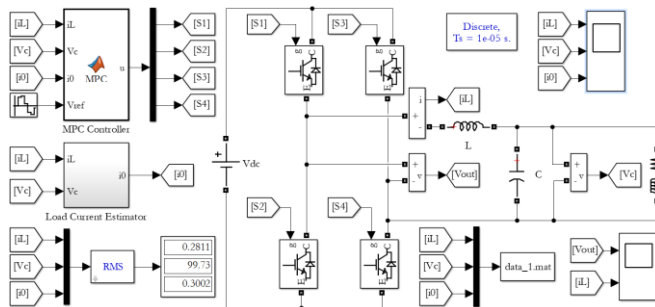 [iL]
[Vc]
[i0]
iL
Vc
i0
Vref
MPC
u
MPC Controller
[S1]
[S2]
[S3]
[S4]
[S1]
[S3]
g
C
E
g
C
E
Discrete,
Ts = 1e-05 s.
[iL]
[Vc]
[i0]
+
Vdc
i
+
-
[iL]
L
+
v
-
[Vout]
C
+
v
-
[Vc]
[iL]
[Vc]
iL
Vc
i0
[i0]
Load Current Estimator
[S2]
[S4]
g
C
E
g
C
E
[iL]
[Vc]
[i0]
RMS
0.2811
99.73
0.3002
[iL]
[Vc]
[i0]
data_1.mat
[Vout]
[iL]